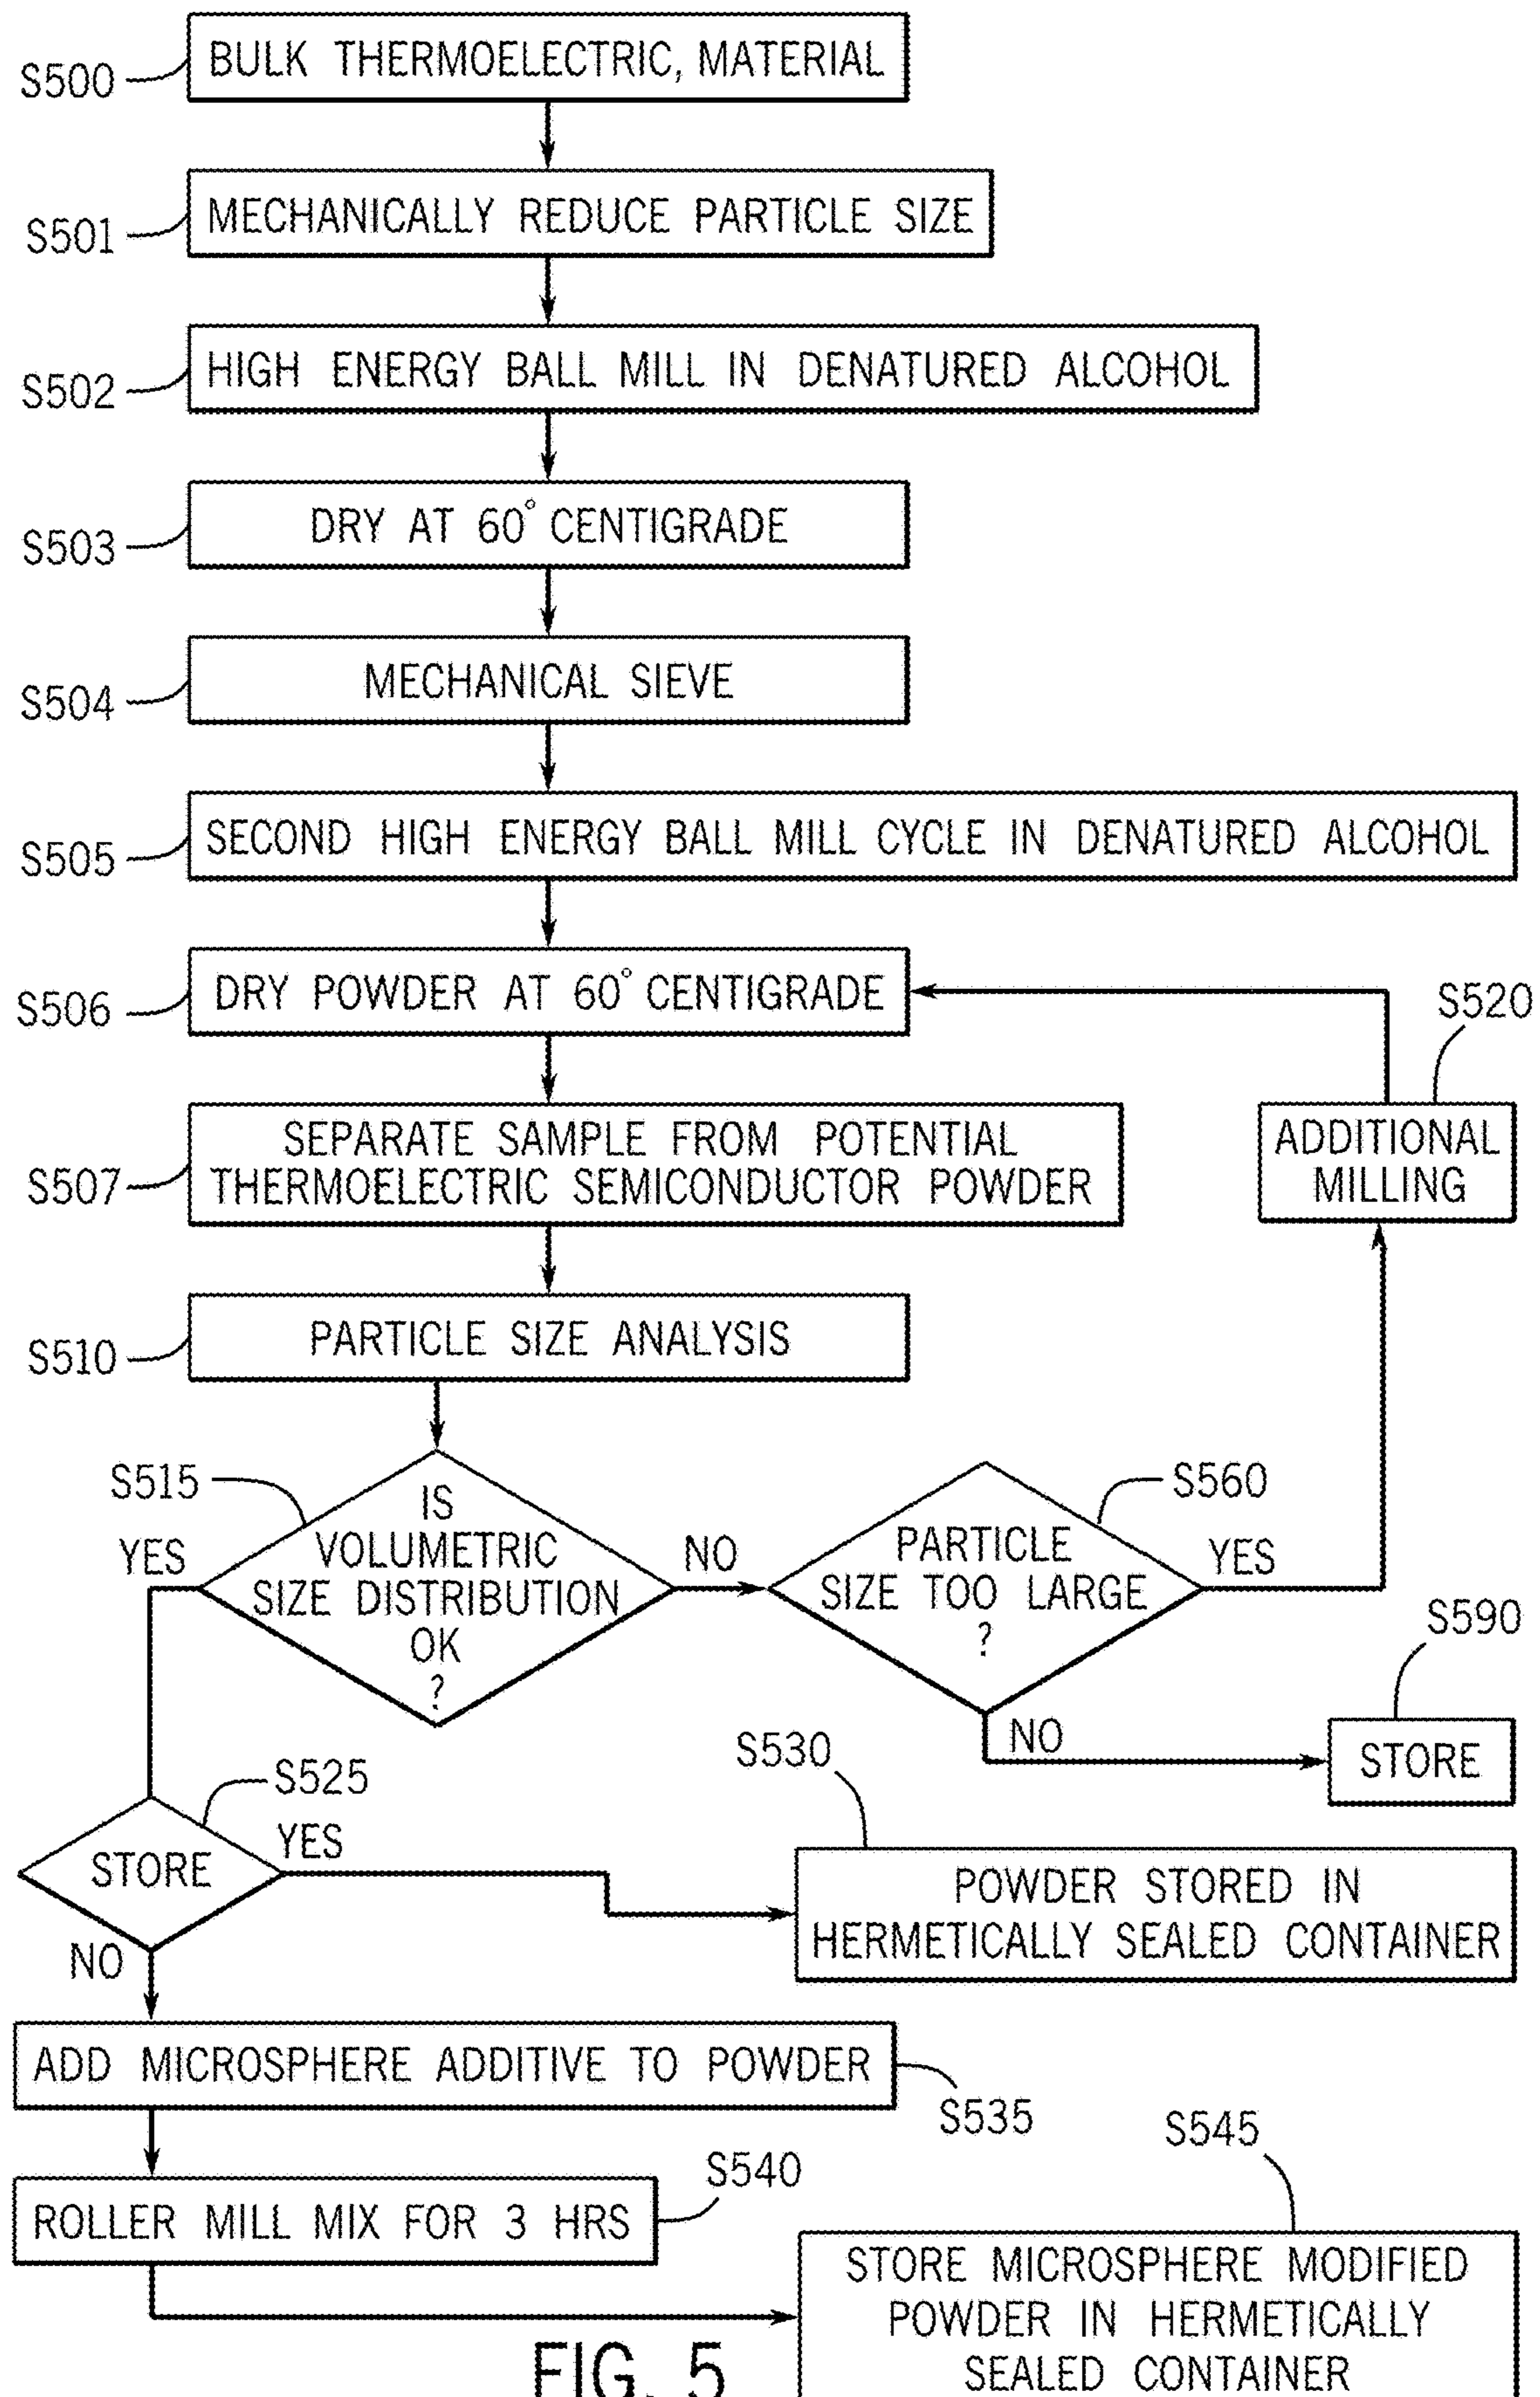 S500
BULK THERMOELECTRIC, MATERIAL
S501
MECHANICALLY REDUCE PARTICLE SIZE
S502
HIGH ENERGY BALL MILL IN DENATURED ALCOHOL
S503
DRY AT 60° CENTIGRADE
S504
MECHANICAL SIEVE
S505
SECOND HIGH ENERGY BALL MILL CYCLE IN DENATURED ALCOHOL
S506
DRY POWDER AT 60° CENTIGRADE
S520
ADDITIONAL
MILLING
S507
SEPARATE SAMPLE FROM POTENTIAL
THERMOELECTRIC SEMICONDUCTOR POWDER
S510
PARTICLE SIZE ANALYSIS
S515
IS
VOLUMETRIC
SIZE DISTRIBUTION
OK
?
YES
NO
S560
PARTICLE
SIZE TOO LARGE
?
YES
NO
S590
STORE
S525
STORE
YES
NO
S530
POWDER STORED IN
HERMETICALLY SEALED CONTAINER
ADD MICROSPHERE ADDITIVE TO POWDER
S535
ROLLER MILL MIX FOR 3 HRS
S540
S545
STORE MICROSPHERE MODIFIED
POWDER IN HERMETICALLY
SEALED CONTAINER
FIG. 5